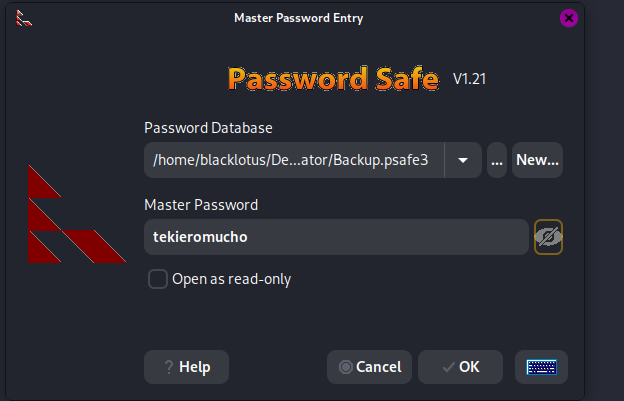 Master Password Entry
Password Safe V1.21
Password Database
/home/blacklotus/De...ator/Backup.psafe3
... New...
Master Password
tekieromucho
Open as read-only
? Help Cancel OK